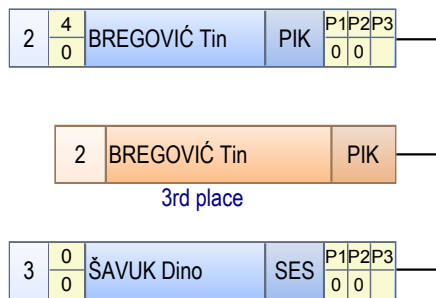 2 4 0 BREGOVIĆ Tin PIK P1 P2 P3 0 0
2 BREGOVIĆ Tin PIK
3rd place
3 0 0 ŠAVUK Dino SES P1 P2 P3 0 0